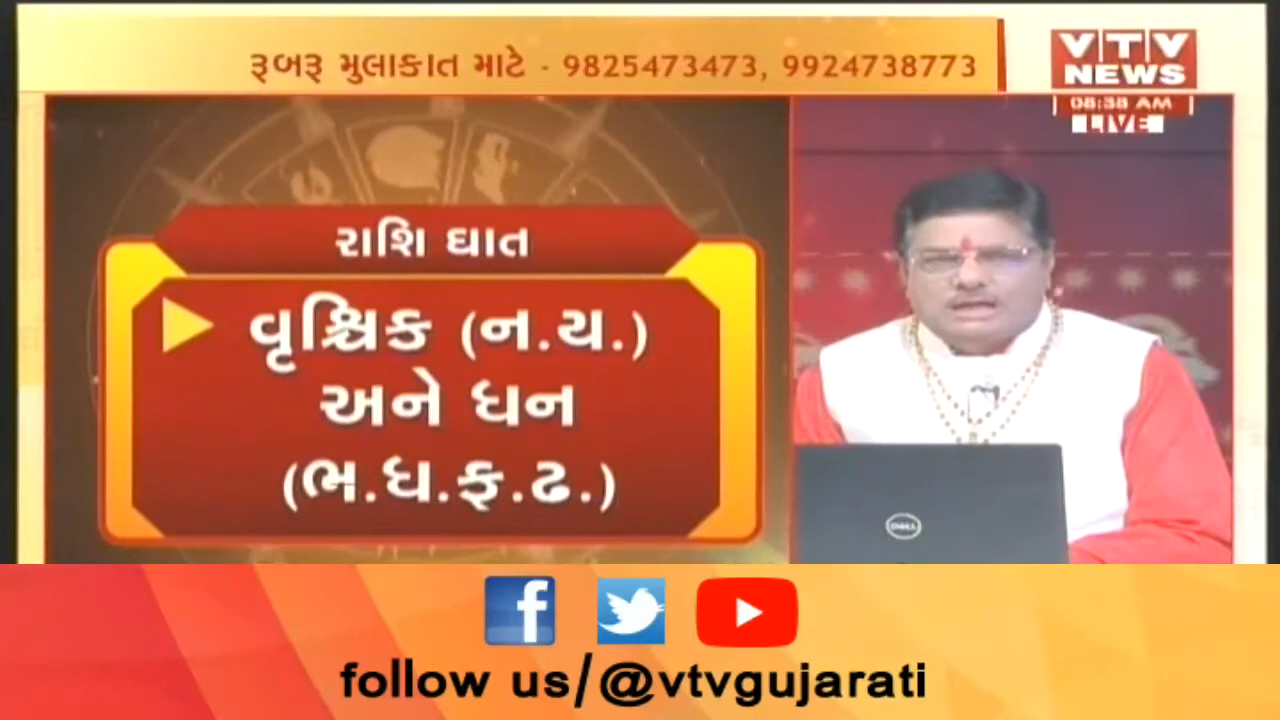 રૂબરૂ મુલાકાત માટે - 9825473473, 9924738773
VTV
NEWS
08:38 AM
LIVE
રાશિ ઘાત
વૃશ્ચિક (ન.ય.)
અને ધન
(ભ.ધ.ફ.ઢ.)
DELL
follow us/@vtvgujarati